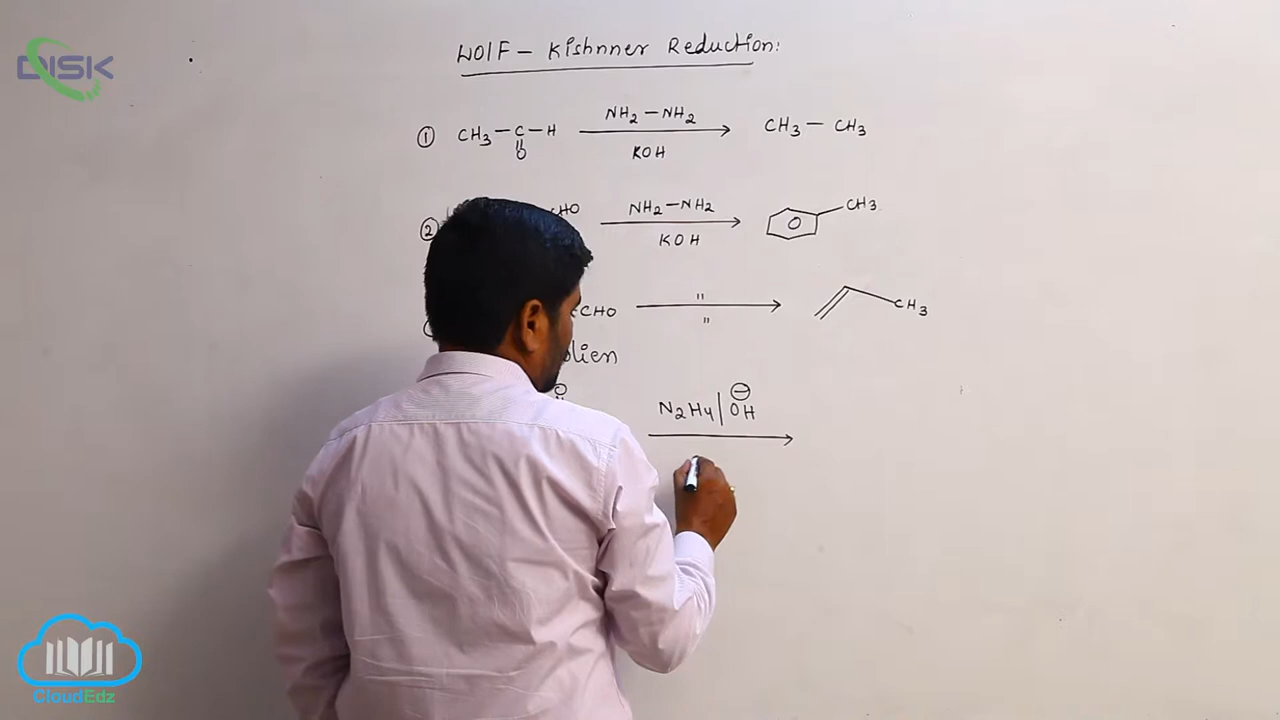 DISK
WOlF - Kishnner Reduction:
① CH3 - C - H NH2 - NH2 CH3 - CH3
O KOH
② CHO NH2 - NH2 CH3
KOH
CHO " CH3
"
olien
O N2H4 | OH
CloudEdz